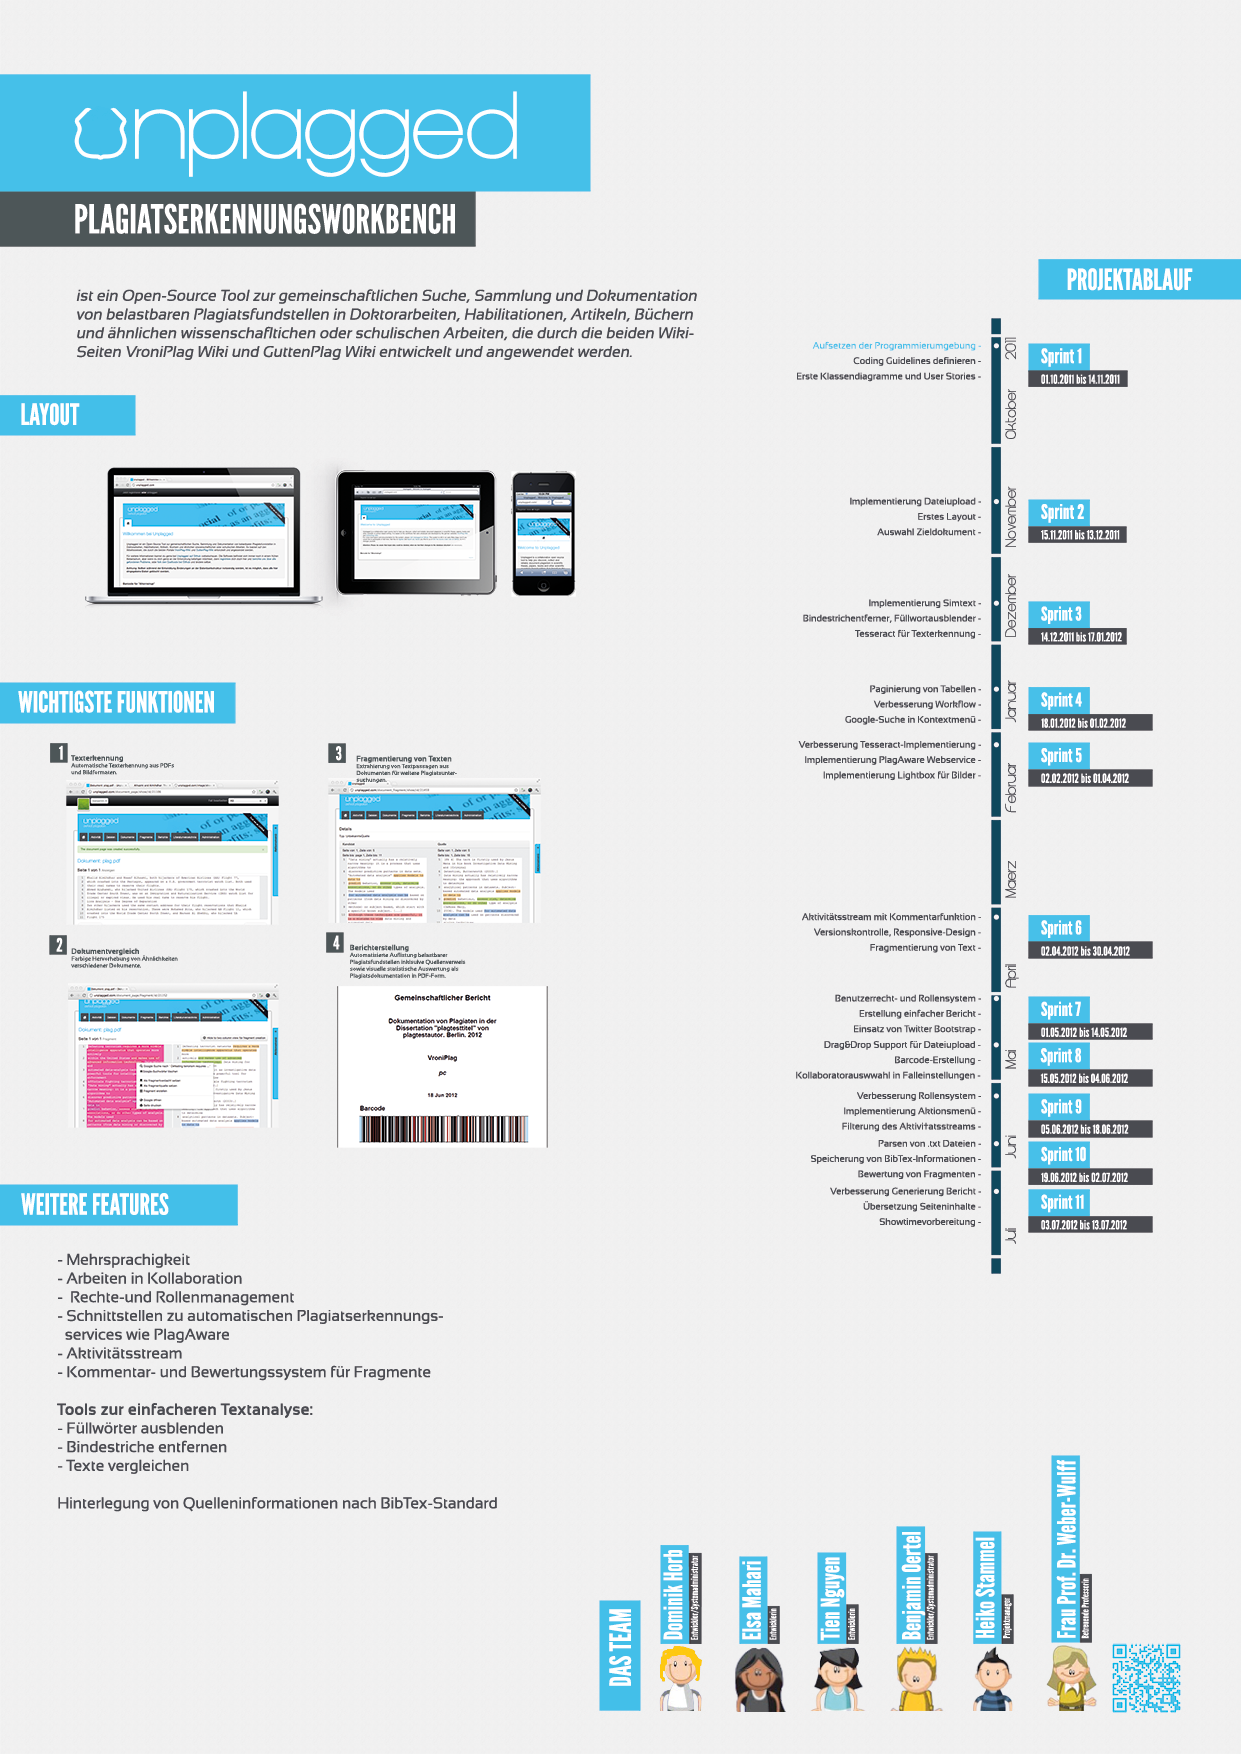 unplagged
PLAGIATSERKENNUNGSWORKBENCH
ist ein Open-Source Tool zur gemeinschaftlichen Suche, Sammlung und Dokumentation
von belastbaren Plagiatsfundstellen in Doktorarbeiten, Habilitationen, Artikeln, Büchern
und ähnlichen wissenschafltichen oder schulischen Arbeiten, die durch die beiden Wiki-
Seiten VroniPlag Wiki und GuttenPlag Wiki entwickelt und angewendet werden.
LAYOUT
WICHTIGSTE FUNKTIONEN
1
Texterkennung
Automatische Texterkennung aus PDFs
und Bildformaten.
2
Dokumentvergleich
Farbige Hervorhebung von Ähnlichkeiten
verschiedener Dokumente.
3
Fragmentierung von Texten
Extrahierung von Textpassagen aus
Dokumenten für weitere Plagiatsunter-
suchungen.
4
Berichterstellung
Automatisierte Auflistung belastbarer
Plagiatsfundstellen inklusive Quellenverweis
sowie visuelle statistische Auswertung als
Plagiatsdokumentation in PDF-Form.
Gemeinschaftlicher Bericht
Dokumentation von Plagiaten in der
Dissertation "plagtesttitel" von
plagtestautor. Berlin. 2012
VroniPlag
pc
18 Jun 2012
Barcode
WEITERE FEATURES
- Mehrsprachigkeit
- Arbeiten in Kollaboration
- Rechte-und Rollenmanagement
- Schnittstellen zu automatischen Plagiatserkennungs-
services wie PlagAware
- Aktivitätsstream
- Kommentar- und Bewertungssystem für Fragmente
Tools zur einfacheren Textanalyse:
- Füllwörter ausblenden
- Bindestriche entfernen
- Texte vergleichen
Hinterlegung von Quelleninformationen nach BibTex-Standard
PROJEKTABLAUF
2011
Oktober
Aufsetzen der Programmierumgebung -
Coding Guidelines definieren -
Erste Klassendiagramme und User Stories -
Sprint 1
01.10.2011 bis 14.11.2011
November
Implementierung Dateiupload -
Erstes Layout -
Auswahl Zieldokument -
Sprint 2
15.11.2011 bis 13.12.2011
Dezember
Implementierung Simtext -
Bindestrichentferner, Füllwortausblender -
Tesseract für Texterkennung -
Sprint 3
14.12.2011 bis 17.01.2012
Januar
Paginierung von Tabellen -
Verbesserung Workflow -
Google-Suche in Kontextmenü -
Sprint 4
18.01.2012 bis 01.02.2012
Februar
Verbesserung Tesseract-Implementierung -
Implementierung PlagAware Webservice -
Implementierung Lightbox für Bilder -
Sprint 5
02.02.2012 bis 01.04.2012
Maerz
April
Aktivitätsstream mit Kommentarfunktion -
Versionskontrolle, Responsive-Design -
Fragmentierung von Text -
Sprint 6
02.04.2012 bis 30.04.2012
Mai
Benutzerrecht- und Rollensystem -
Erstellung einfacher Bericht -
Einsatz von Twitter Bootstrap -
Sprint 7
01.05.2012 bis 14.05.2012
Drag&Drop Support für Dateiupload -
Barcode-Erstellung -
Kollaboratorauswwahl in Falleinstellungen -
Sprint 8
15.05.2012 bis 04.06.2012
Juni
Verbesserung Rollensystem -
Implementierung Aktionsmenü -
Filterung des Aktivitatsstreams -
Sprint 9
05.06.2012 bis 18.06.2012
Parsen von .txt Dateien -
Speicherung von BibTex-Informationen -
Bewertung von Fragmenten -
Sprint 10
19.06.2012 bis 02.07.2012
Juli
Verbesserung Generierung Bericht -
Übersetzung Seiteninhalte -
Showtimevorbereitung -
Sprint 11
03.07.2012 bis 13.07.2012
DAS TEAM
Dominik Horb
Entwickler/Systemadministrator
Elsa Mahari
Entwicklerin
Tien Nguyen
Entwicklerin
Benjamin Oertel
Entwickler/Systemadministrator
Heiko Stammel
Projektmanager
Frau Prof. Dr. Weber-Wulff
Betreuende Professorin